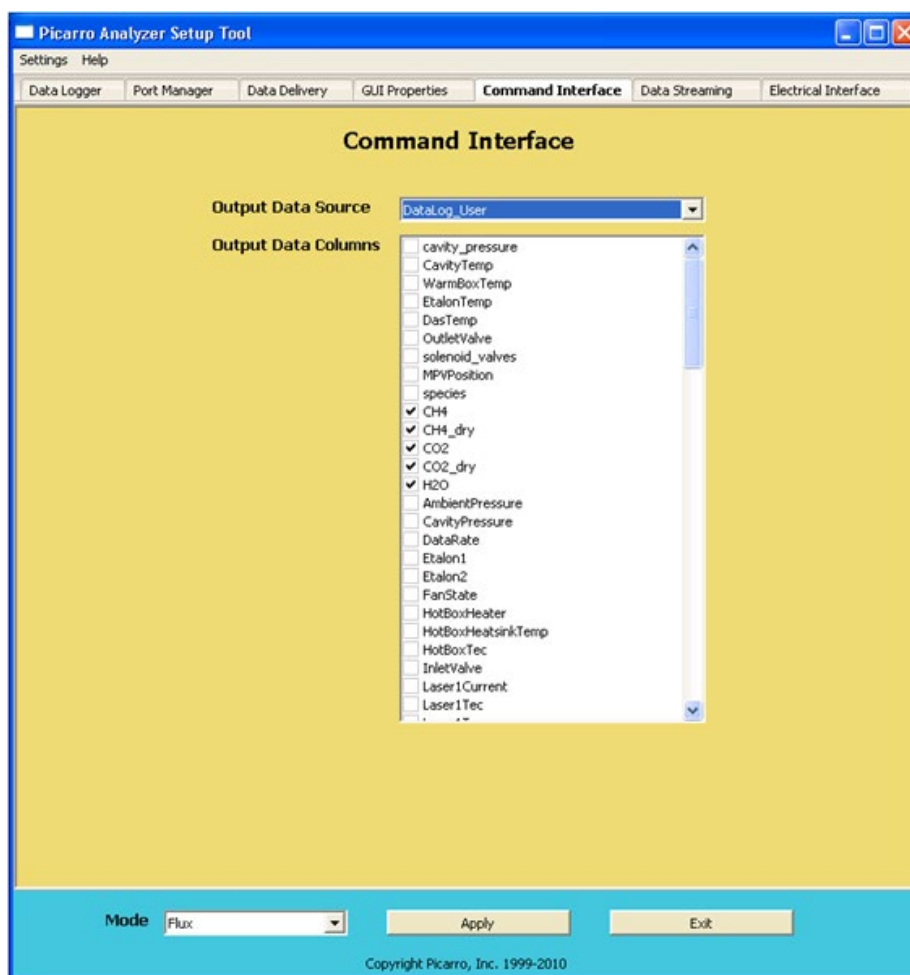 Picarro Analyzer Setup Tool
Settings Help
Data Logger Port Manager Data Delivery GUI Properties Command Interface Data Streaming Electrical Interface
Command Interface
Output Data Source DataLog_User
Output Data Columns
cavity_pressure
CavityTemp
WarmBoxTemp
EtalonTemp
DasTemp
OutletValve
solenoid_valves
MPVPosition
species
CH4
CH4_dry
CO2
CO2_dry
H2O
AmbientPressure
CavityPressure
DataRate
Etalon1
Etalon2
FanState
HotBoxHeater
HotBoxHeatsinkTemp
HotBoxTec
InletValve
Laser1Current
Laser1Tec
Mode Flux Apply Exit
Copyright Picarro, Inc. 1999-2010